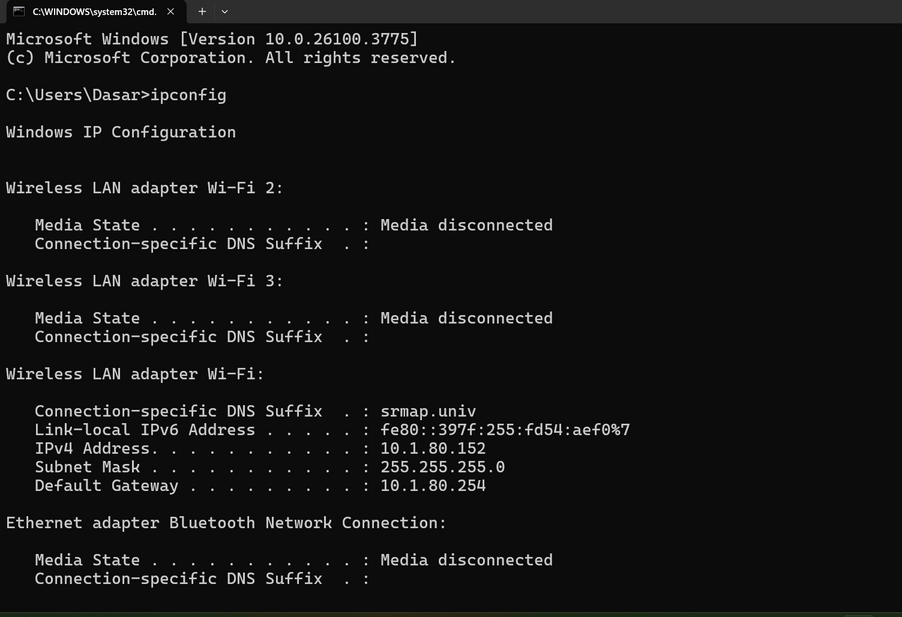 C:\WINDOWS\system32\cmd.
Microsoft Windows [Version 10.0.26100.3775]
(c) Microsoft Corporation. All rights reserved.
C:\Users\Dasar>ipconfig
Windows IP Configuration
Wireless LAN adapter Wi-Fi 2:
Media State . . . . . . . . . . . : Media disconnected
Connection-specific DNS Suffix  . :
Wireless LAN adapter Wi-Fi 3:
Media State . . . . . . . . . . . : Media disconnected
Connection-specific DNS Suffix  . :
Wireless LAN adapter Wi-Fi:
Connection-specific DNS Suffix  . : srmap.univ
Link-local IPv6 Address . . . . . : fe80::397f:255:fd54:aef0%7
IPv4 Address. . . . . . . . . . . : 10.1.80.152
Subnet Mask . . . . . . . . . . . : 255.255.255.0
Default Gateway . . . . . . . . . : 10.1.80.254
Ethernet adapter Bluetooth Network Connection:
Media State . . . . . . . . . . . : Media disconnected
Connection-specific DNS Suffix  . :